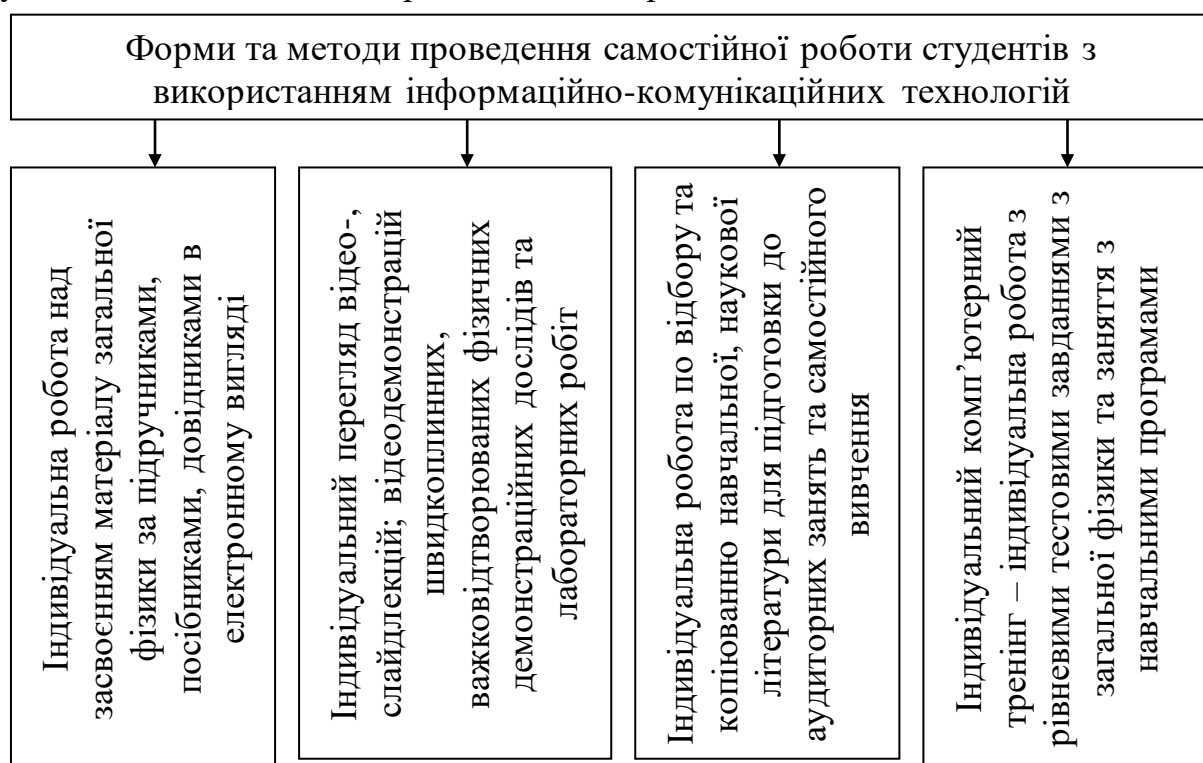 Форми та методи проведення самостійної роботи студентів з
використанням інформаційно-комунікаційних технологій
Індивідуальна робота над
засвоєнням матеріалу загальної
фізики за підручниками,
посібниками, довідниками в
електронному вигляді
Індивідуальний перегляд відео-,
слайдлекцій; відеодемонстрацій
швидкоплинних,
важковідтворюваних фізичних
демонстраційних дослідів та
лабораторних робіт
Індивідуальна робота по відбору та
копіюванню навчальної, наукової
літератури для підготовки до
аудиторних занять та самостійного
вивчення
Індивідуальний комп’ютерний
тренінг – індивідуальна робота з
рівневими тестовими завданнями з
загальної фізики та заняття з
навчальними програмами